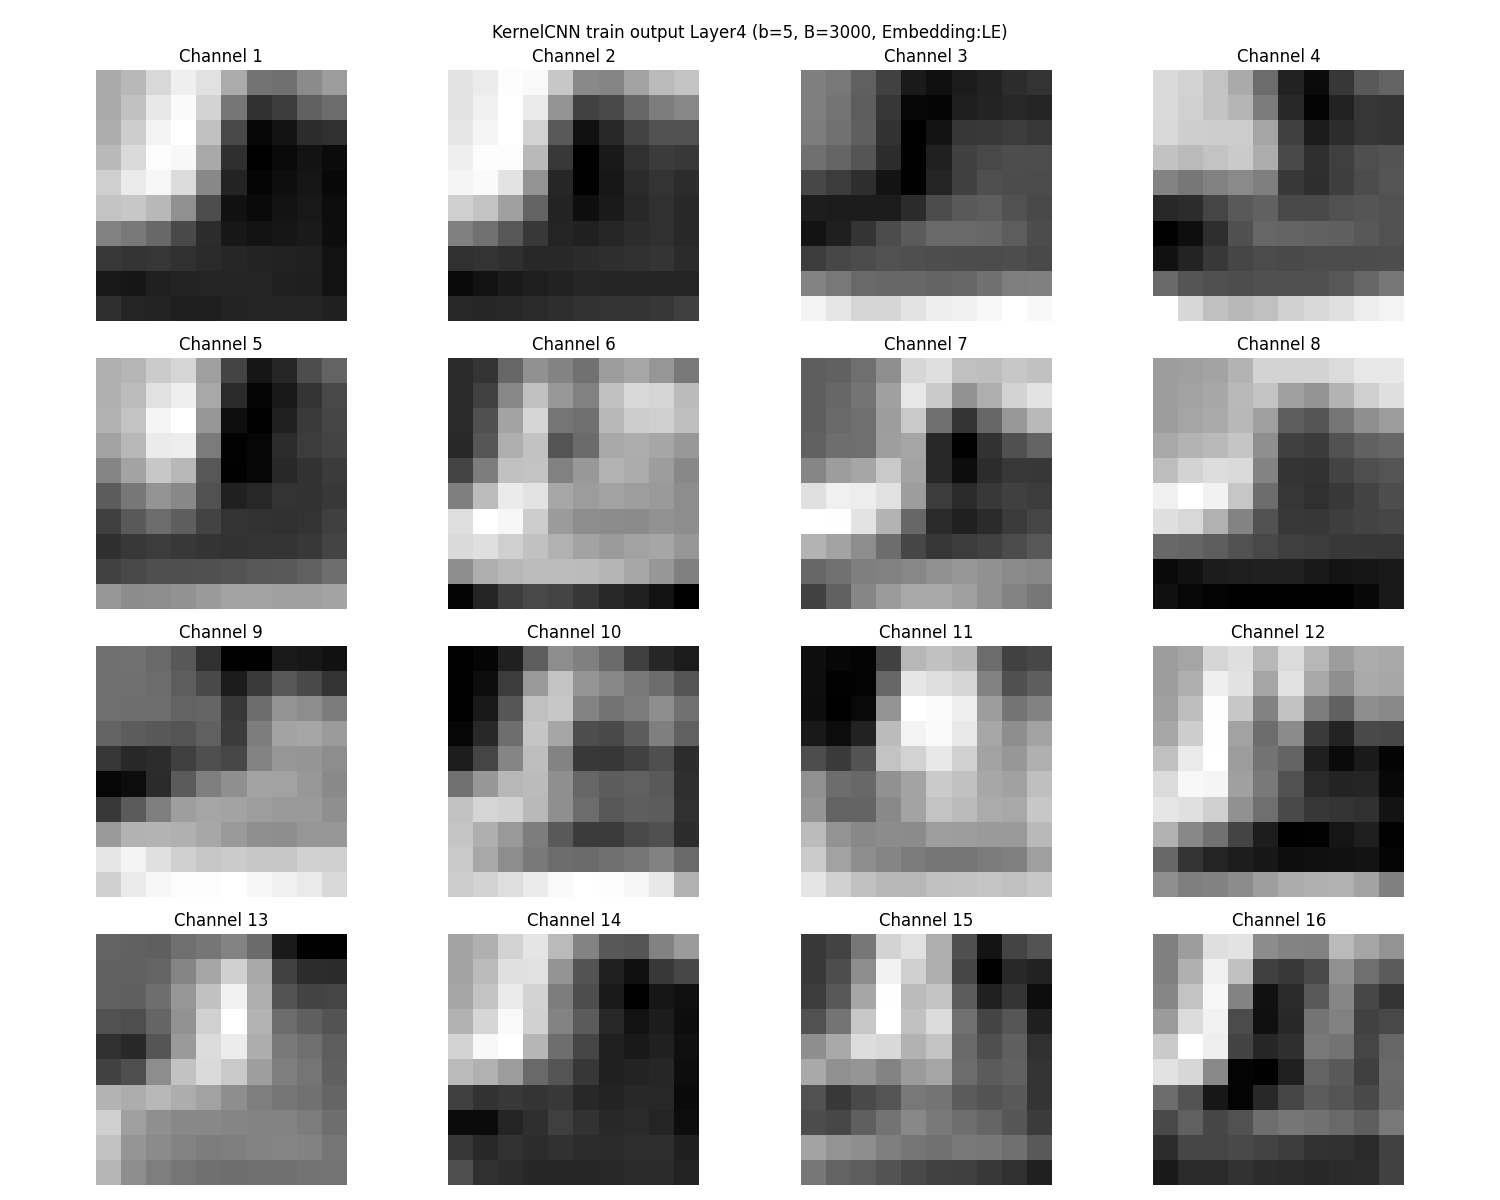 KernelCNN train output Layer4 (b=5, B=3000, Embedding:LE)
Channel 1
Channel 2
Channel 3
Channel 4
Channel 5
Channel 6
Channel 7
Channel 8
Channel 9
Channel 10
Channel 11
Channel 12
Channel 13
Channel 14
Channel 15
Channel 16